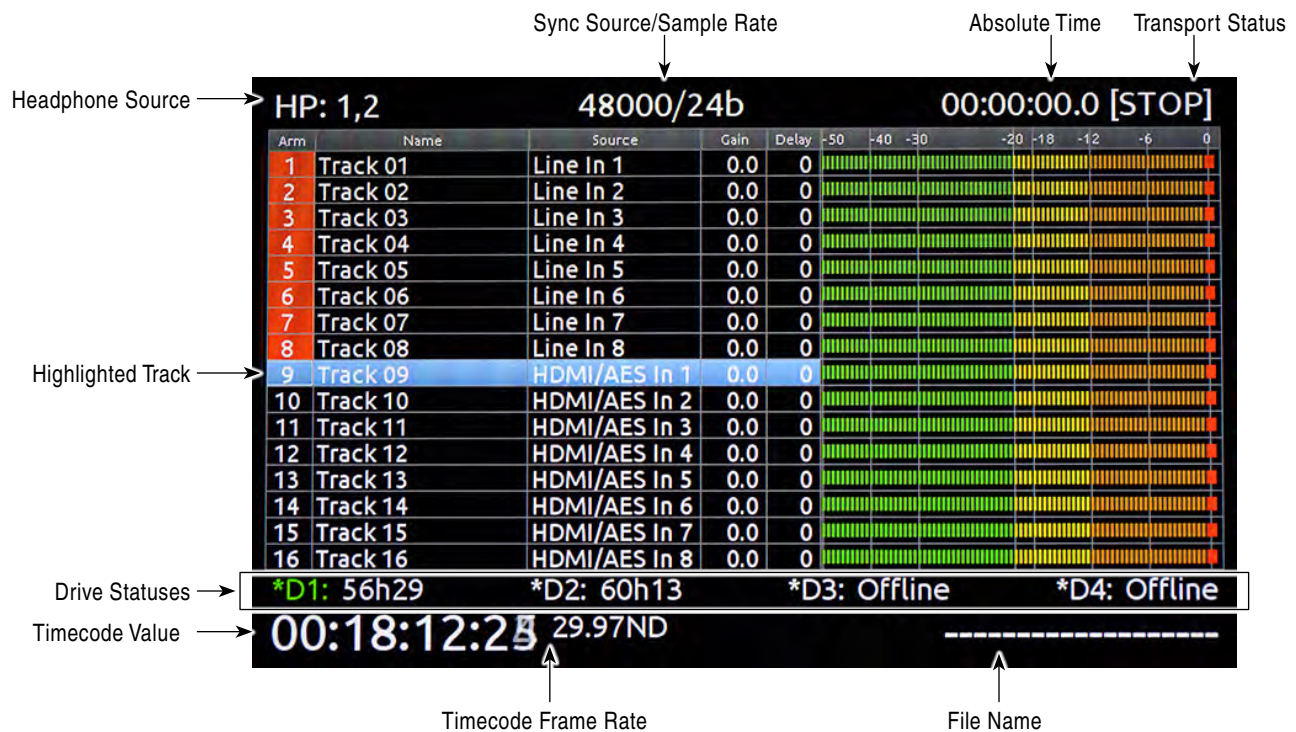 Sync Source/Sample Rate Absolute Time Transport Status
Headphone Source HP: 1,2 48000/24b 00:00:00.0 [STOP]
Arm Name Source Gain Delay -50 -40 -30 -20 -18 -12 -6 0
1 Track 01 Line In 1 0.0 0
2 Track 02 Line In 2 0.0 0
3 Track 03 Line In 3 0.0 0
4 Track 04 Line In 4 0.0 0
5 Track 05 Line In 5 0.0 0
6 Track 06 Line In 6 0.0 0
7 Track 07 Line In 7 0.0 0
8 Track 08 Line In 8 0.0 0
Highlighted Track 9 Track 09 HDMI/AES In 1 0.0 0
10 Track 10 HDMI/AES In 2 0.0 0
11 Track 11 HDMI/AES In 3 0.0 0
12 Track 12 HDMI/AES In 4 0.0 0
13 Track 13 HDMI/AES In 5 0.0 0
14 Track 14 HDMI/AES In 6 0.0 0
15 Track 15 HDMI/AES In 7 0.0 0
16 Track 16 HDMI/AES In 8 0.0 0
Drive Statuses *D1: 56h29 *D2: 60h13 *D3: Offline *D4: Offline
Timecode Value 29.97ND --------------------
Timecode Frame Rate File Name